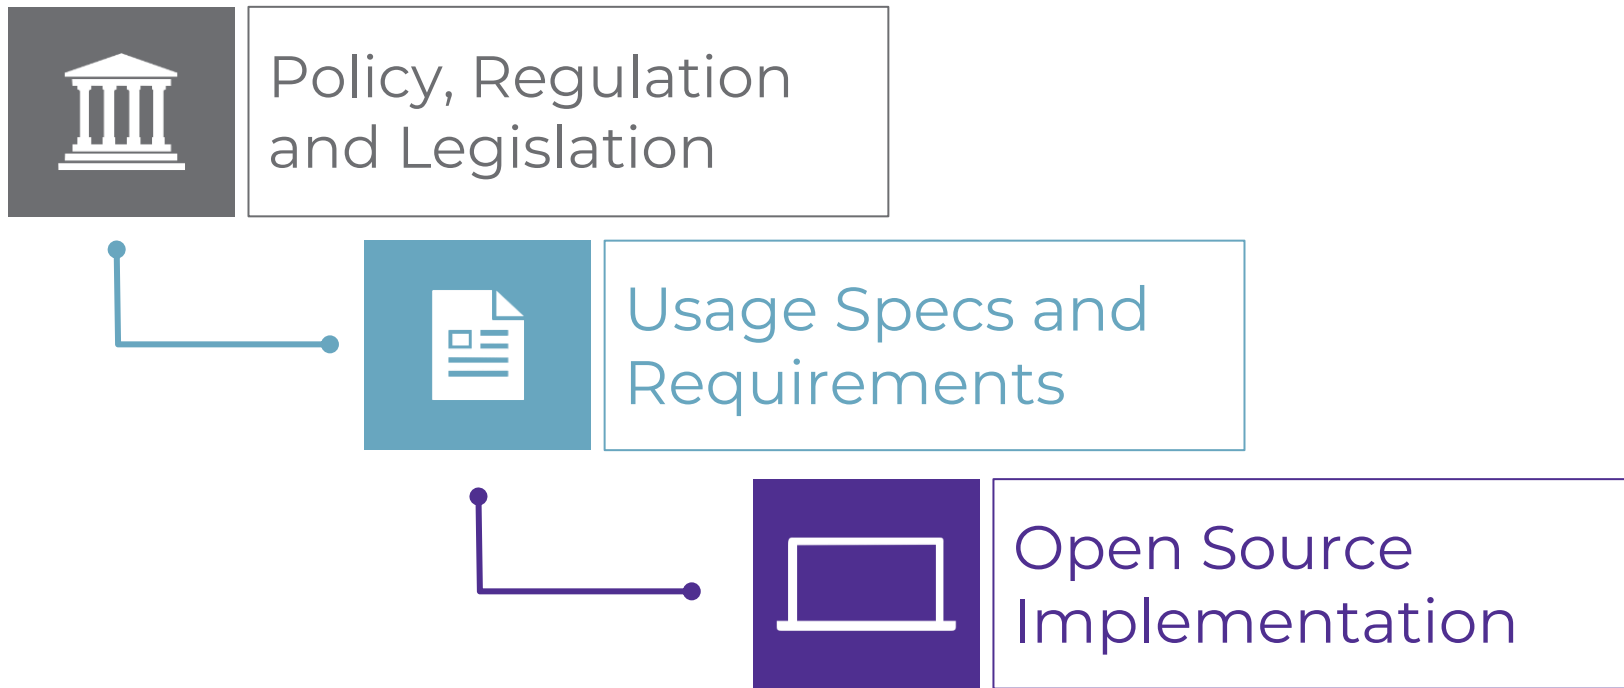 Policy, Regulation
and Legislation
Usage Specs and
Requirements
Open Source
Implementation